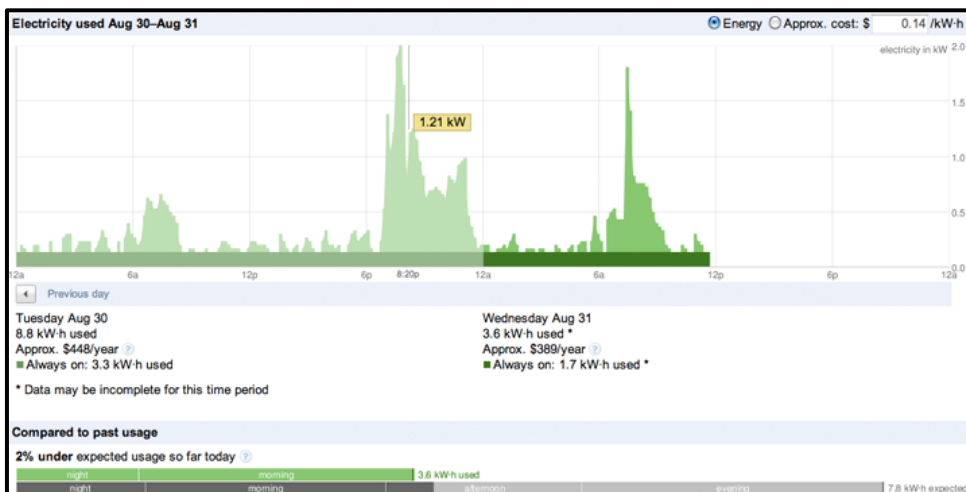 Electricity used Aug 30–Aug 31
Energy Approx. cost: $ 0.14 /kW·h
electricity in kW 2.0
1.5
1.21 kW
1.0
0.5
0.0
12a 6a 12p 6p 8:20p 12a 6a 12p 6p 12a
Previous day
Tuesday Aug 30
8.8 kW·h used
Approx. $448/year ?
Always on: 3.3 kW·h used
Wednesday Aug 31
3.6 kW·h used *
Approx. $389/year ?
Always on: 1.7 kW·h used *
* Data may be incomplete for this time period
Compared to past usage
2% under expected usage so far today ?
night morning 3.6 kW·h used
night morning afternoon evening 7.8 kW·h expected